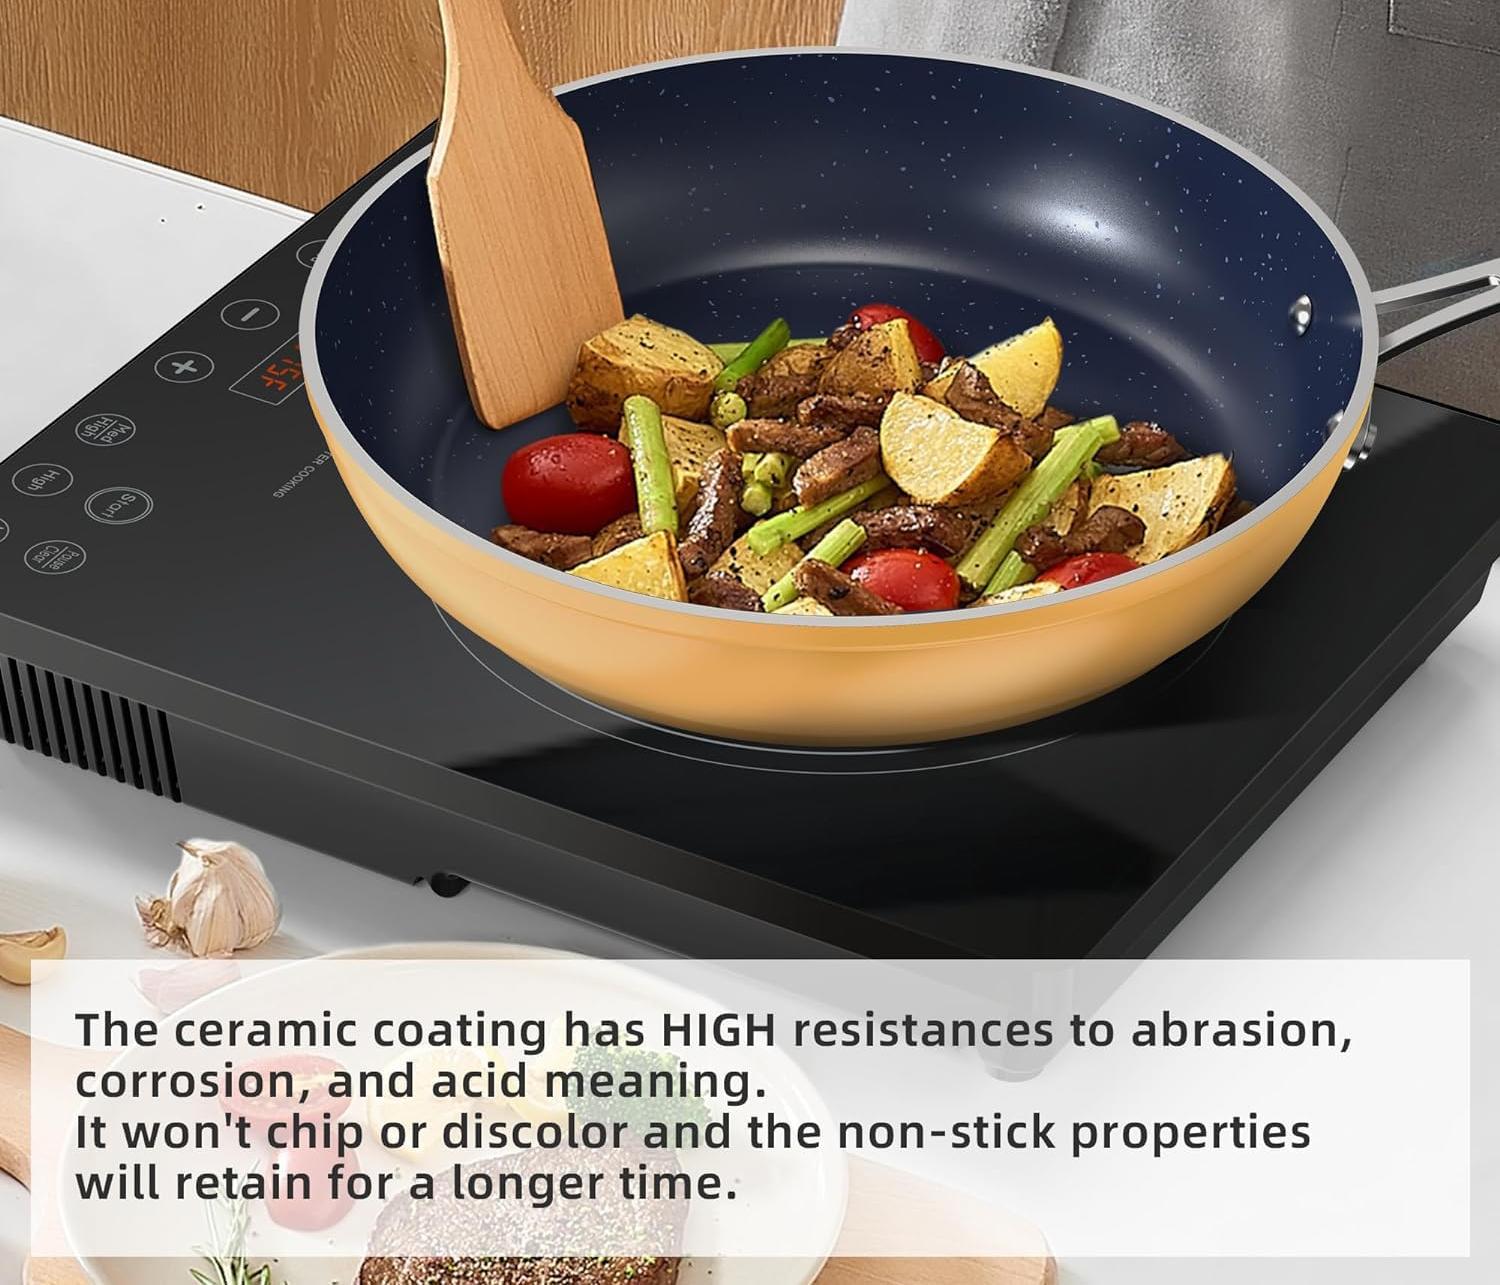 Med
High
High
Start
Pause
Clear
The ceramic coating has HIGH resistances to abrasion,
corrosion, and acid meaning.
It won't chip or discolor and the non-stick properties
will retain for a longer time.